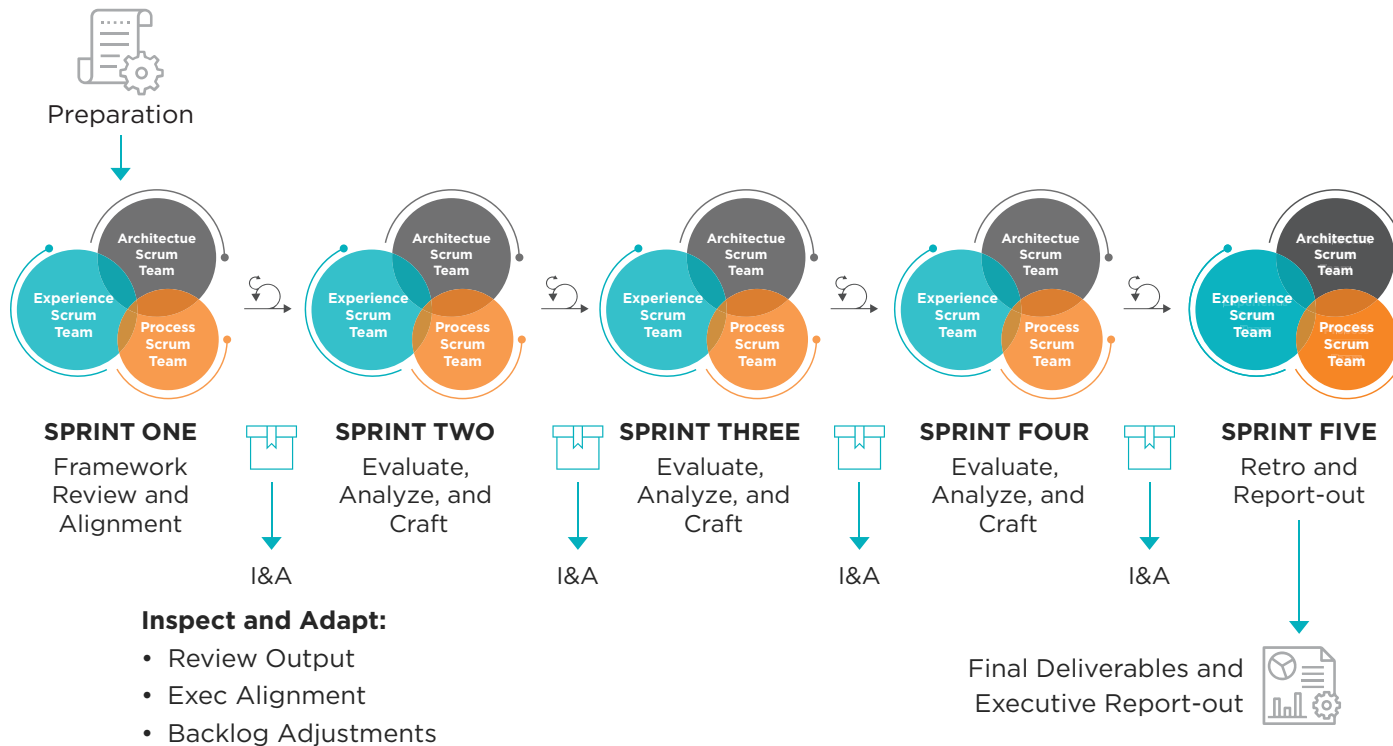 Preparation
Architectue
Scrum
Team
Experience
Scrum
Team
Process
Scrum
Team
Architectue
Scrum
Team
Experience
Scrum
Team
Process
Scrum
Team
Architectue
Scrum
Team
Experience
Scrum
Team
Process
Scrum
Team
Architectue
Scrum
Team
Experience
Scrum
Team
Process
Scrum
Team
Architectue
Scrum
Team
Experience
Scrum
Team
Process
Scrum
Team
SPRINT ONE
Framework
Review and
Alignment
SPRINT TWO
Evaluate,
Analyze, and
Craft
SPRINT THREE
Evaluate,
Analyze, and
Craft
SPRINT FOUR
Evaluate,
Analyze, and
Craft
SPRINT FIVE
Retro and
Report-out
I&A
I&A
I&A
I&A
Inspect and Adapt:
• Review Output
• Exec Alignment
• Backlog Adjustments
Final Deliverables and
Executive Report-out